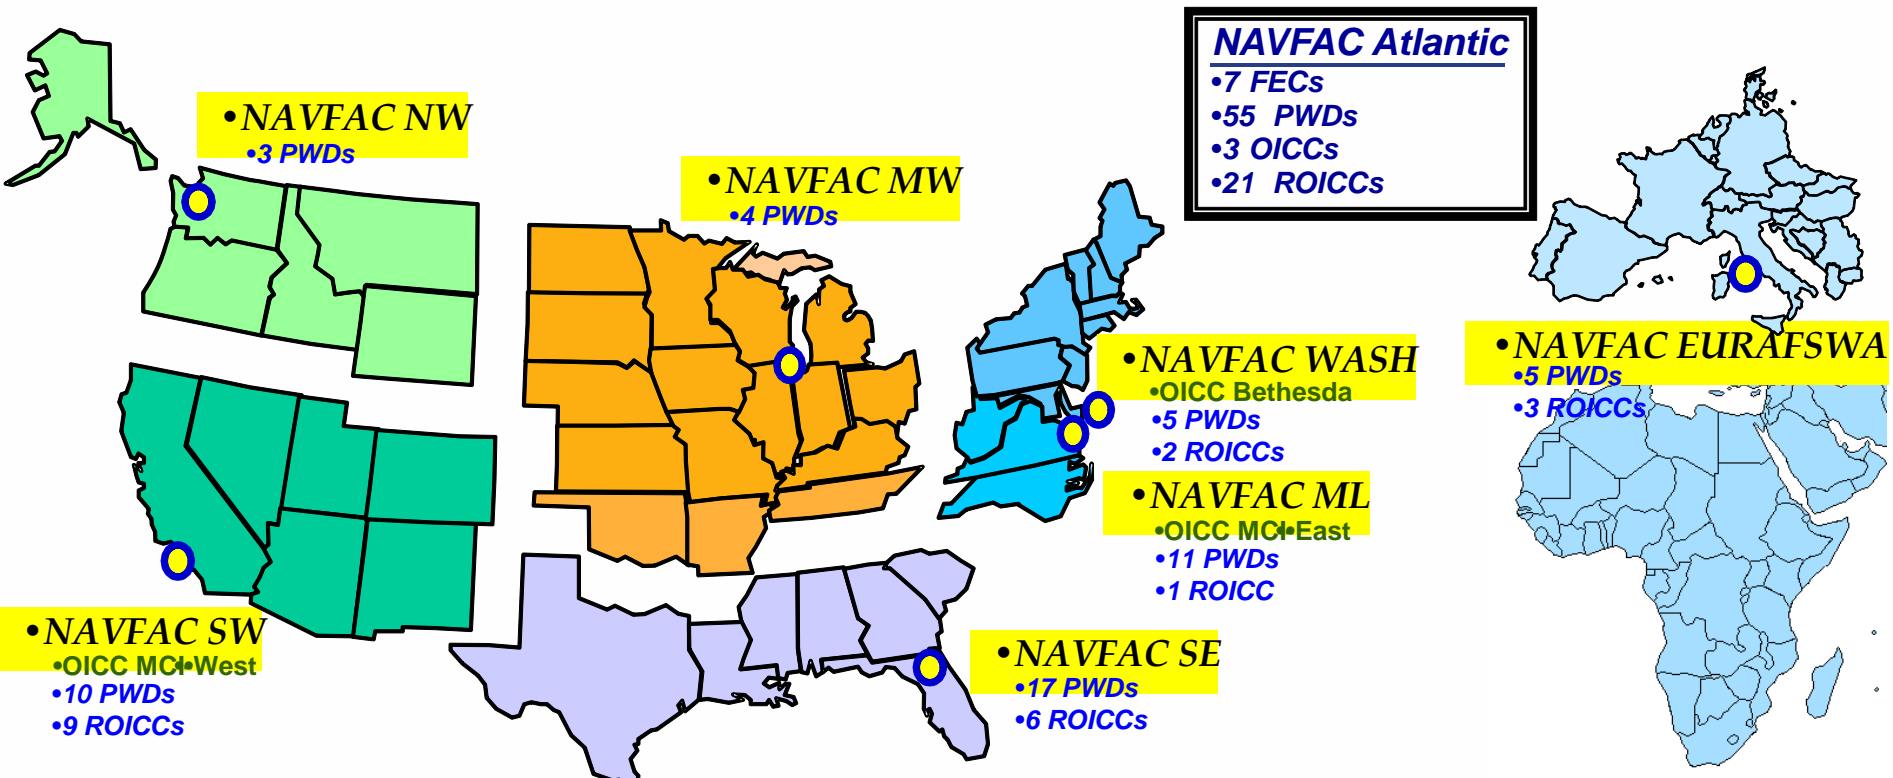 NAVFAC Atlantic
•7 FECs
•55 PWDs
•3 OICCs
•21 ROICCs
•NAVFAC NW
•3 PWDs
•NAVFAC MW
•4 PWDs
•NAVFAC WASH
•OICC Bethesda
•5 PWDs
•2 ROICCs
•NAVFAC EURAFSWA
•5 PWDs
•3 ROICCs
•NAVFAC ML
•OICC MCI•East
•11 PWDs
•1 ROICC
•NAVFAC SW
•OICC MCI•West
•10 PWDs
•9 ROICCs
•NAVFAC SE
•17 PWDs
•6 ROICCs